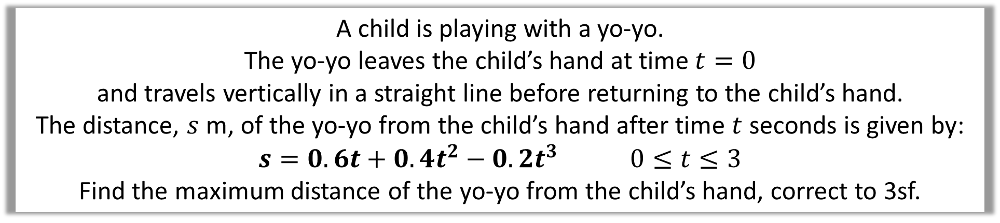 A child is playing with a yo-yo.
The yo-yo leaves the child’s hand at time t = 0
and travels vertically in a straight line before returning to the child’s hand.
The distance, s m, of the yo-yo from the child’s hand after time t seconds is given by:
s = 0.6t + 0.4t² − 0.2t³ 0 ≤ t ≤ 3
Find the maximum distance of the yo-yo from the child’s hand, correct to 3sf.